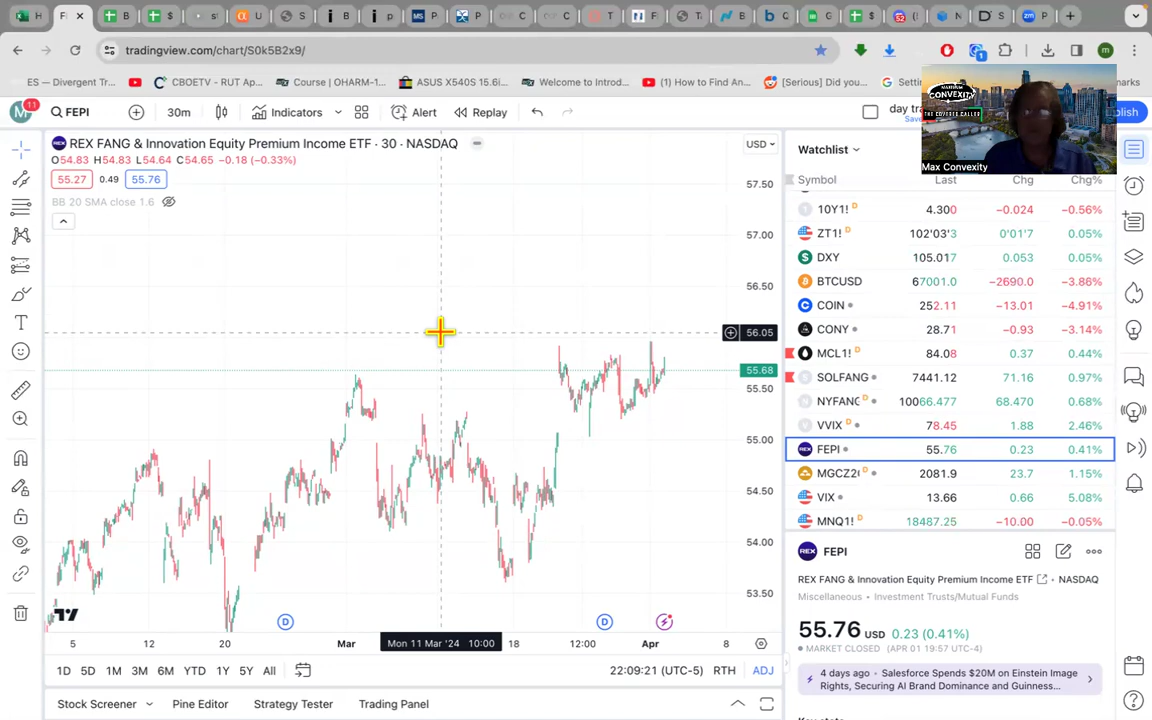 tradingview.com/chart/S0k5B2x9/
ES — Divergent Tr...
CBOETV - RUT Ap...
Course | OHARM-1...
ASUS X540S 15.6i...
Welcome to Introd...
(1) How to Find An...
[Serious] Did you...
FEPI
30m
Indicators
Alert
Replay
day tra
Save
REX FANG & Innovation Equity Premium Income ETF · 30 · NASDAQ
O54.83 H54.83 L54.64 C54.65 −0.18 (−0.33%)
55.27 0.49 55.76
BB 20 SMA close 1.6
USD
57.50
57.00
56.50
56.05
55.68
55.50
55.00
54.50
54.00
53.50
5 12 20 Mar Mon 11 Mar '24 10:00 18 12:00 Apr 8
1D 5D 1M 3M 6M YTD 1Y 5Y All
22:09:21 (UTC-5) RTH ADJ
Stock Screener Pine Editor Strategy Tester Trading Panel
MAXIMUM
CONVEXITY
THE COVERED CALLER
Max Convexity
Watchlist
Symbol Last Chg Chg%
10Y1! D 4.300 −0.024 −0.56%
ZT1! D 102'03'3 0'01'7 0.05%
DXY 105.017 0.053 0.05%
BTCUSD 67001.0 −2690.0 −3.86%
COIN 252.11 −13.01 −4.91%
CONY 28.71 −0.93 −3.14%
MCL1! D 84.08 0.37 0.44%
SOLFANG 7441.12 71.16 0.97%
NYFANG D 10066.477 68.470 0.68%
VVIX 78.45 1.88 2.46%
FEPI 55.76 0.23 0.41%
MGCZ2 D 2081.9 23.7 1.15%
VIX 13.66 0.66 5.08%
MNQ1! D 18487.25 −10.00 −0.05%
REX FEPI
REX FANG & Innovation Equity Premium Income ETF · NASDAQ
Miscellaneous · Investment Trusts/Mutual Funds
55.76 USD 0.23 (0.41%)
MARKET CLOSED (APR 01 19:57 UTC-4)
4 days ago · Salesforce Spends $20M on Einstein Image
Rights, Securing AI Brand Dominance and Guinness...